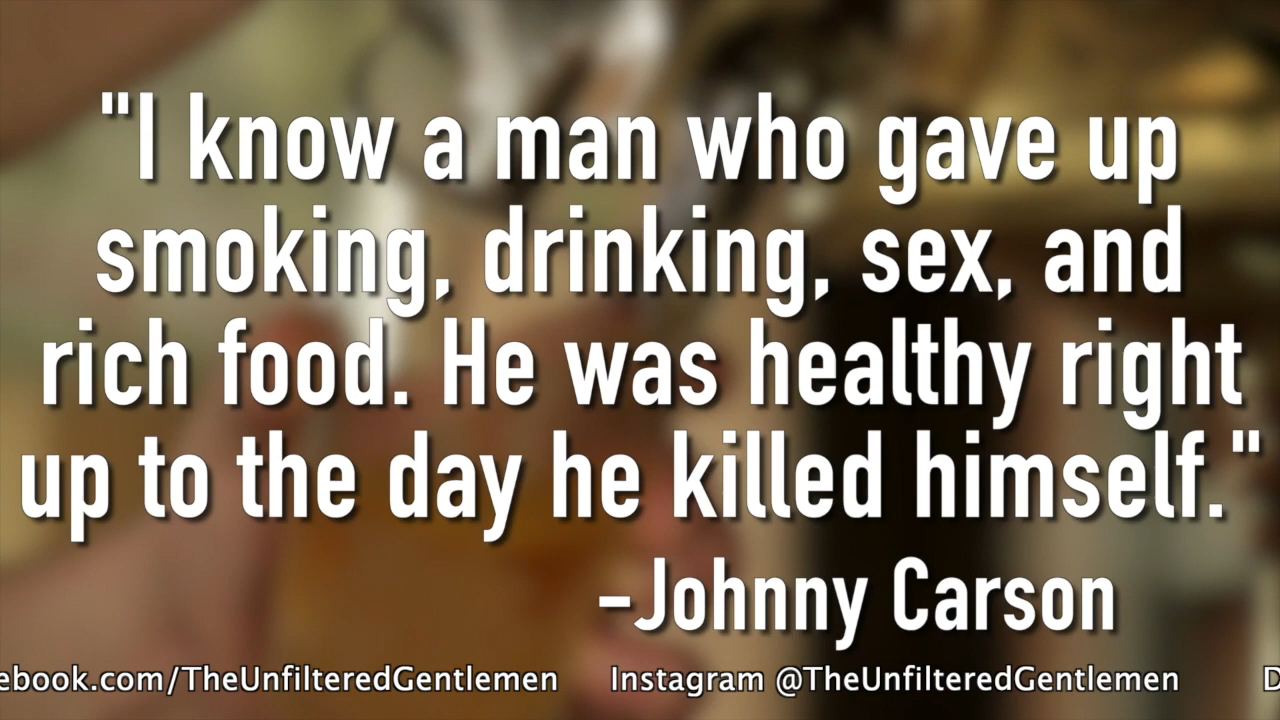 "I know a man who gave up
smoking, drinking, sex, and
rich food. He was healthy right
up to the day he killed himself."
-Johnny Carson
ebook.com/TheUnfilteredGentlemen Instagram @TheUnfilteredGentlemen D